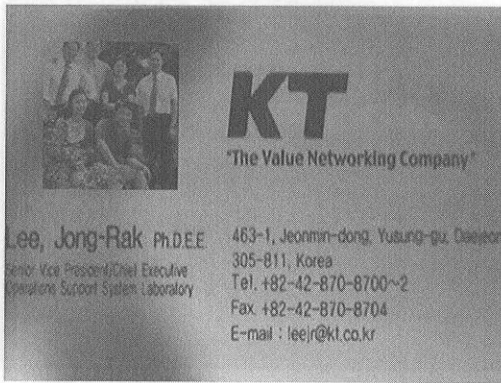 KT
"The Value Networking Company"
Lee, Jong-Rak Ph.D.E.E.
Senior Vice President/Chief Executive
Operations Support System Laboratory
463-1, Jeonmin-dong, Yusung-gu, Daejeon
305-811, Korea
Tel. +82-42-870-8700~2
Fax. +82-42-870-8704
E-mail : leejr@kt.co.kr